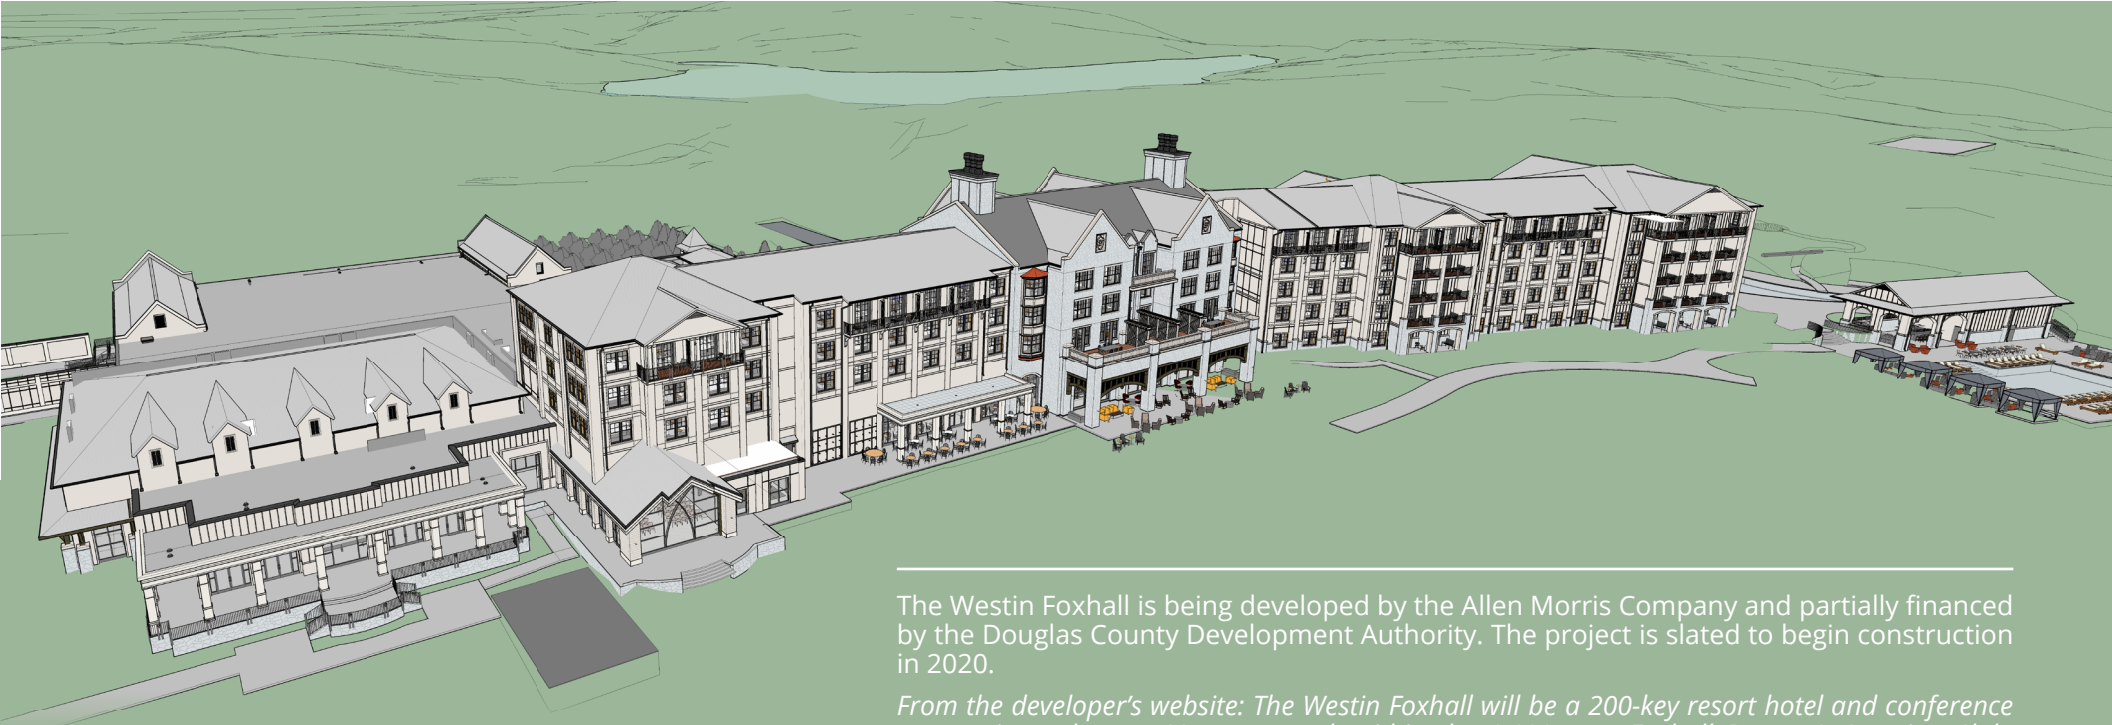 The Westin Foxhall is being developed by the Allen Morris Company and partially financed
by the Douglas County Development Authority. The project is slated to begin construction
in 2020.
From the developer’s website: The Westin Foxhall will be a 200-key resort hotel and conference